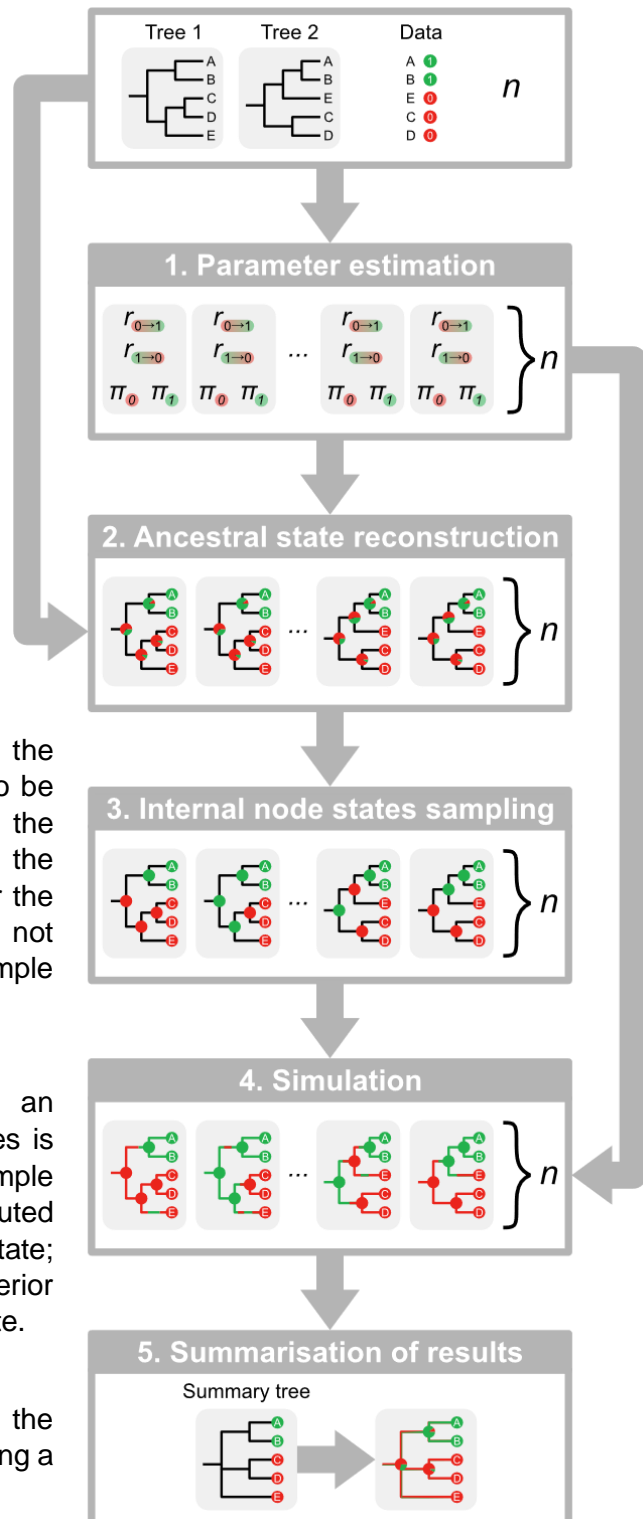 Tree 1 Tree 2 Data
A A A 1
B B B 1
C E E 0
D C C 0
E D D 0
n
1. Parameter estimation
r0→1 r0→1 r0→1 r0→1
r1→0 r1→0 ... r1→0 r1→0
π0 π1 π0 π1 π0 π1 π0 π1
n
2. Ancestral state reconstruction
A A A A
B B B B
C C ... E E
D D C C
E E D D
n
the
o be
the
the
r the
not
mple
3. Internal node states sampling
A A A A
B B B B
C C ... E E
D D C C
E E D D
n
an
es is
mple
uted
tate;
erior
te.
4. Simulation
A A A A
B B B B
C C ... E E
D D C C
E E D D
n
the
ng a
5. Summarisation of results
Summary tree
A A
B B
C C
D D
E E